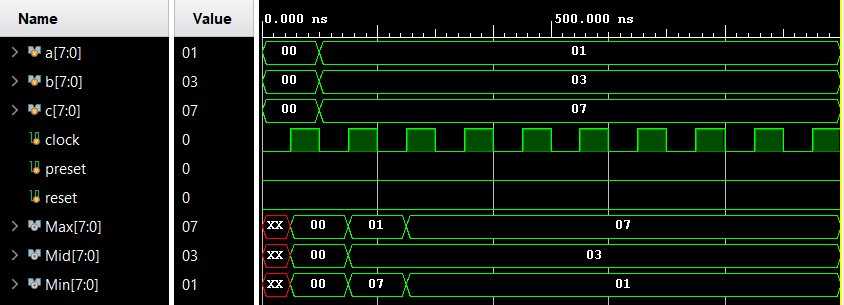 Name Value 0.000 ns 500.000 ns
a[7:0] 01 00 01
b[7:0] 03 00 03
c[7:0] 07 00 07
clock 0
preset 0
reset 0
Max[7:0] 07 XX 00 01 07
Mid[7:0] 03 XX 00 03
Min[7:0] 01 XX 00 07 01